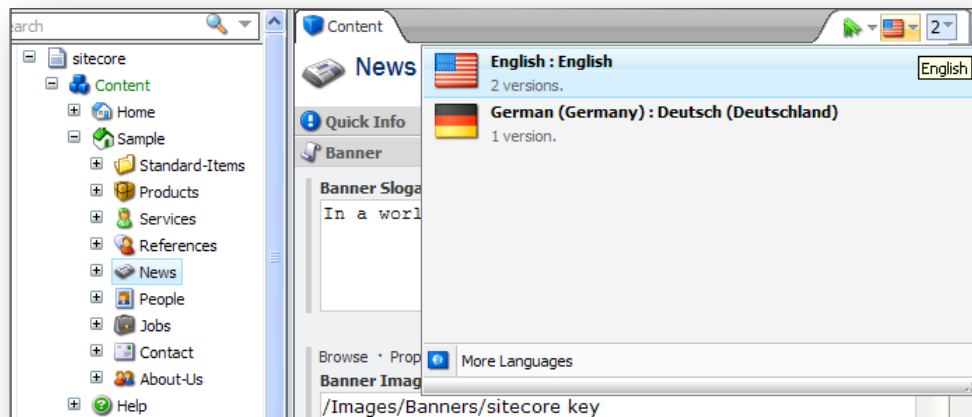 earch
sitecore
Content
Home
Sample
Standard-Items
Products
Services
References
News
People
Jobs
Contact
About-Us
Help
Content
2
News
Quick Info
Banner
Banner Sloga
In a worl
Browse · Prop
Banner Imag
/Images/Banners/sitecore key
English : English
2 versions.
German (Germany) : Deutsch (Deutschland)
1 version.
More Languages
English